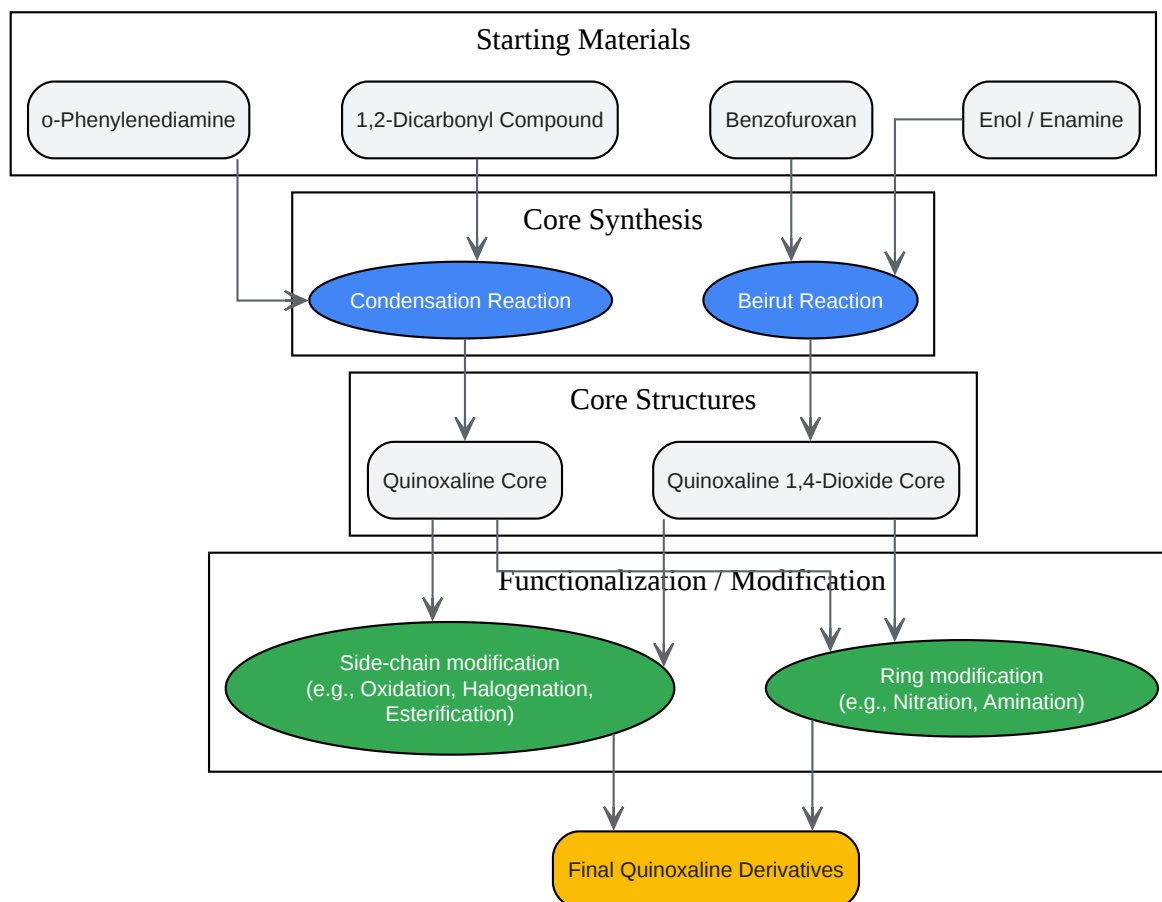 Starting Materials
o-Phenylenediamine
1,2-Dicarbonyl Compound
Benzofuroxan
Enol / Enamine
Core Synthesis
Condensation Reaction
Beirut Reaction
Core Structures
Quinoxaline Core
Quinoxaline 1,4-Dioxide Core
Functionalization / Modification
Side-chain modification
(e.g., Oxidation, Halogenation,
Esterification)
Ring modification
(e.g., Nitration, Amination)
Final Quinoxaline Derivatives